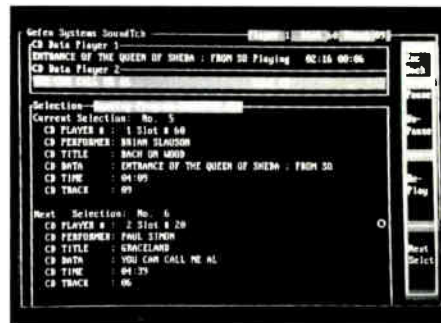 Gefen Systems SoundTch
CD Data Player 1
ENTRANCE OF THE QUEEN OF SHEBA ; FROM SO Playing 02:16 00:06
CD Data Player 2
Selection
Current Selection: No. 5
CD PLAYER # : 1 Slot # 60
CD PERFORMER: BRIAN SLAUSON
CD TITLE : BACH ON WOOD
CD DATA : ENTRANCE OF THE QUEEN OF SHEBA ; FROM SO
CD TIME : 04:09
CD TRACK : 09
Next Selection: No. 6
CD PLAYER # : 2 Slot # 20
CD PERFORMER: PAUL SIMON
CD TITLE : GRACELAND
CD DATA : YOU CAN CALL ME AL
CD TIME : 04:39
CD TRACK : 06
Esc
Pause
Play
Next
Selct